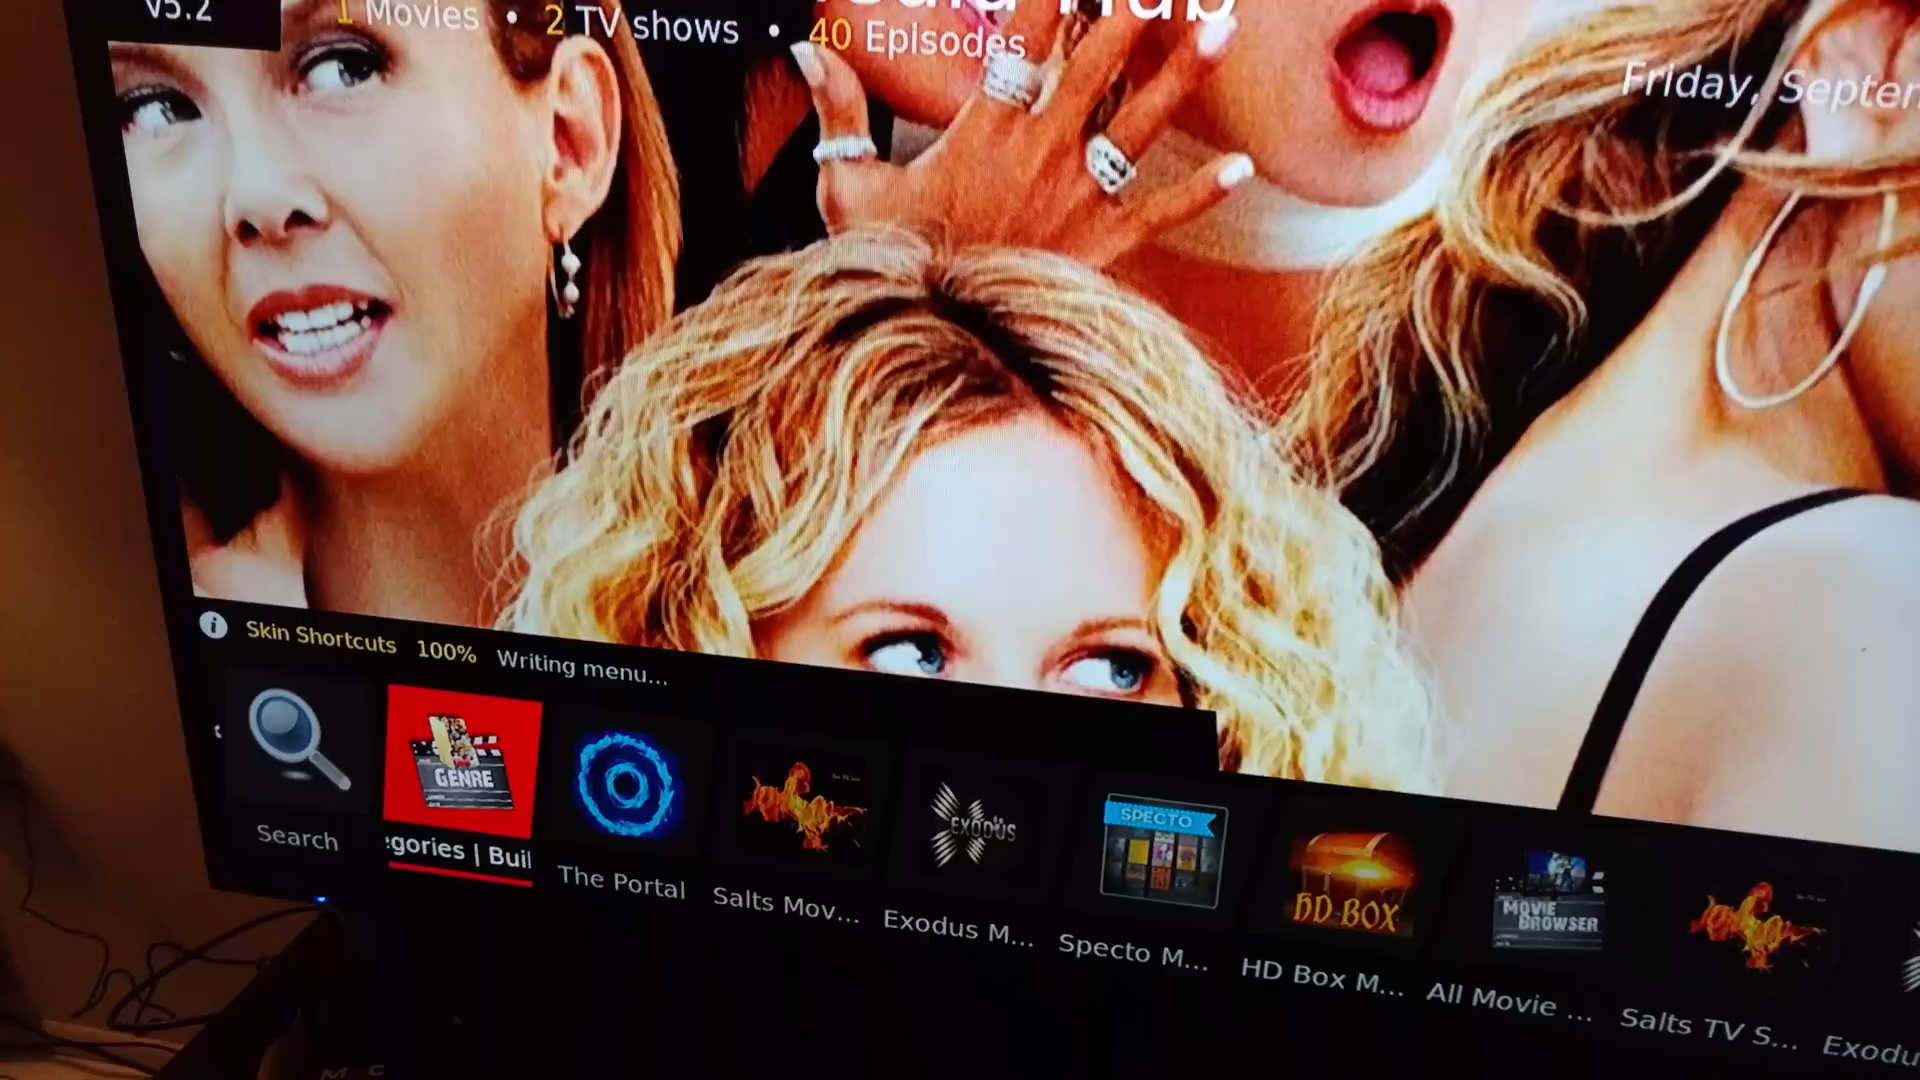 v5.2
1 Movies • 2 TV shows • 40 Episodes
Hub
Friday, Septem
Skin Shortcuts 100% Writing menu...
GENRE
EXODUS
SPECTO
HD BOX
MOVIE
BROWSER
Search
gories | Buil
The Portal
Salts Mov...
Exodus M...
Specto M...
HD Box M...
All Movie ...
Salts TV S...
Exodu